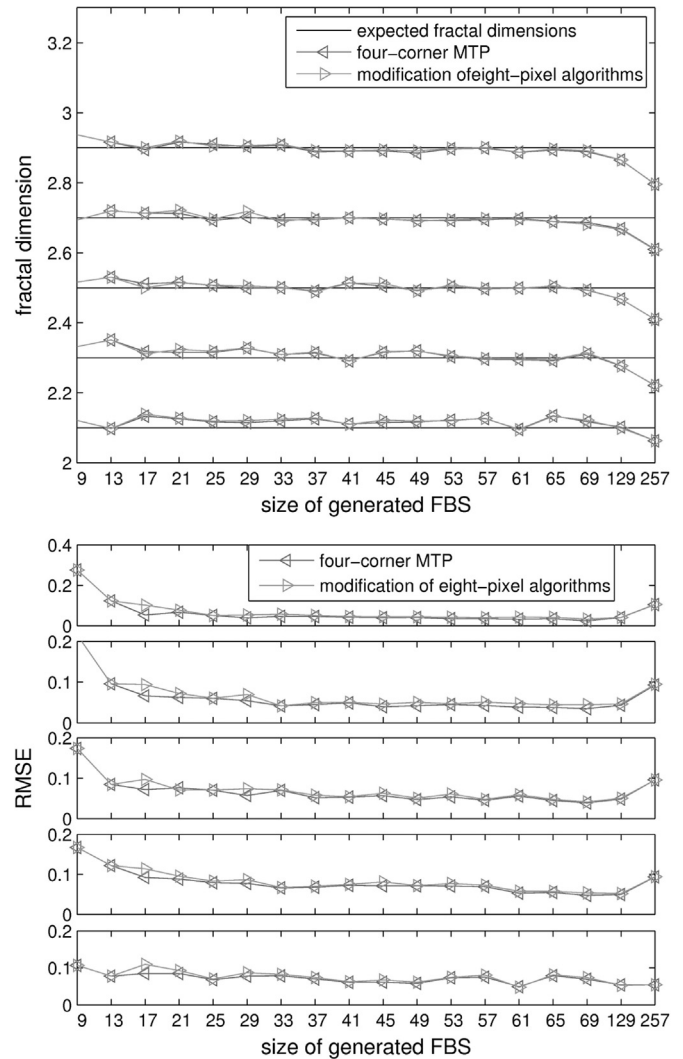 expected fractal dimensions
four−corner MTP
modification ofeight−pixel algorithms
3.2
3
2.8
2.6
2.4
2.2
2
fractal dimension
9 13 17 21 25 29 33 37 41 45 49 53 57 61 65 69 129 257
size of generated FBS
four−corner MTP
modification of eight−pixel algorithms
0.4
0.2
0
0.2
0.1
0
0.2
0.1
0
0.2
0.1
0
0.2
0.1
0
RMSE
9 13 17 21 25 29 33 37 41 45 49 53 57 61 65 69 129 257
size of generated FBS